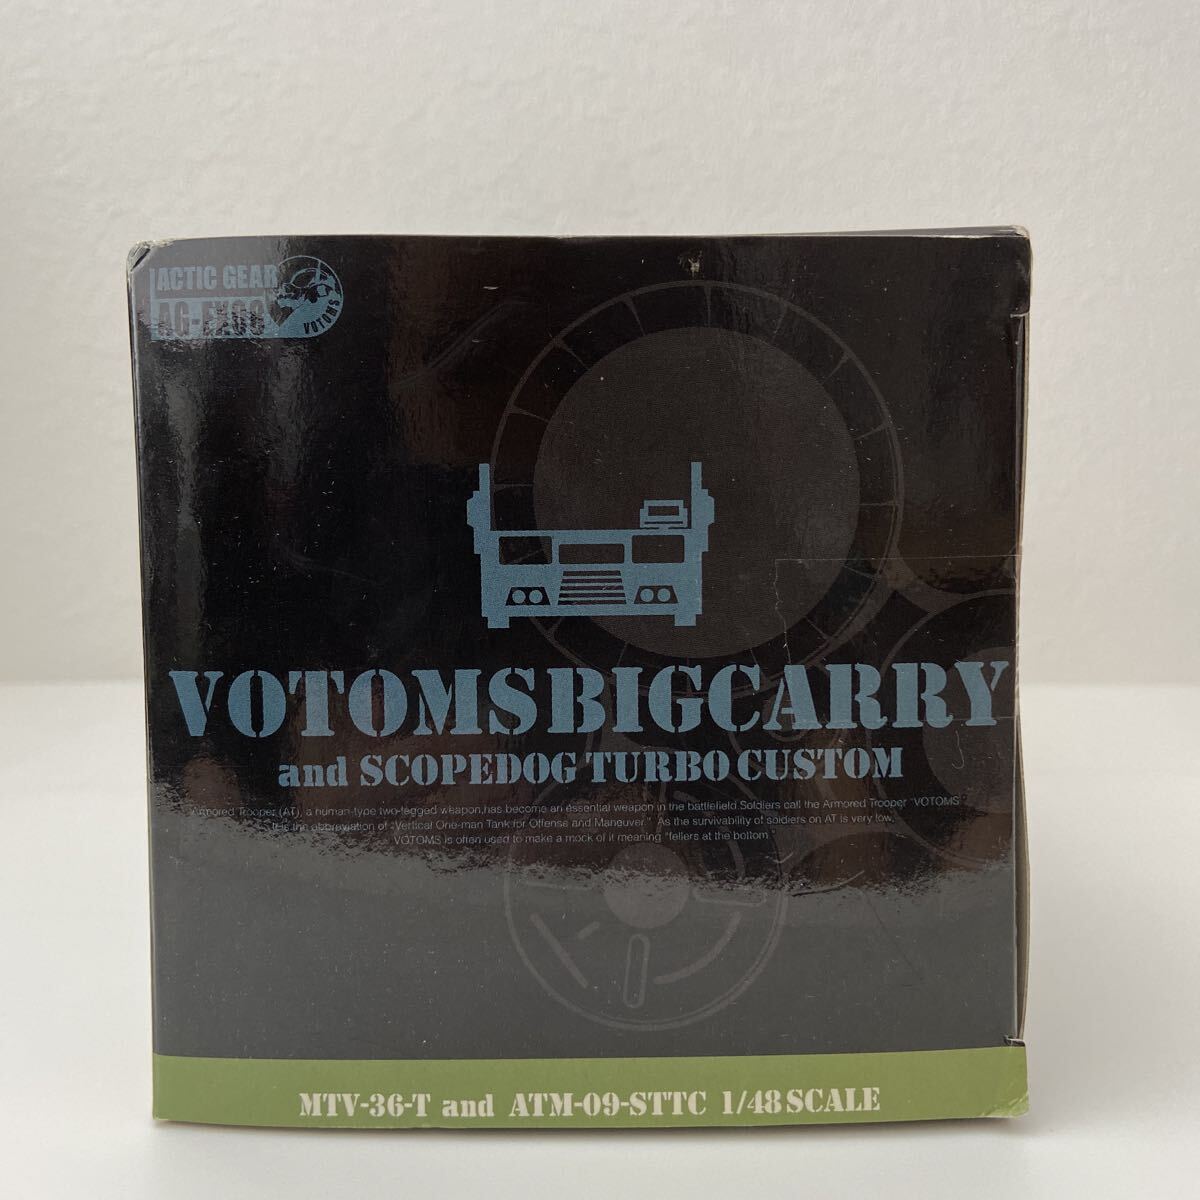 ACTIC GEAR
VOTOMS
VOTOMSBIGCARRY
and SCOPEDOG TURBO CUSTOM
Armored Trooper (AT), a human-type two-legged weapon,has become an essential weapon in the battlefield Soldiers call the Armored Trooper "VOTOMS"
It is the abbreviation of "Vertical One-man Tank for Offense and Maneuver." As the survivability of soldiers on AT is very low,
VOTOMS is often used to make a mock of it meaning "fellers at the bottom"
MTV-36-T and ATM-09-STTC 1/48 SCALE